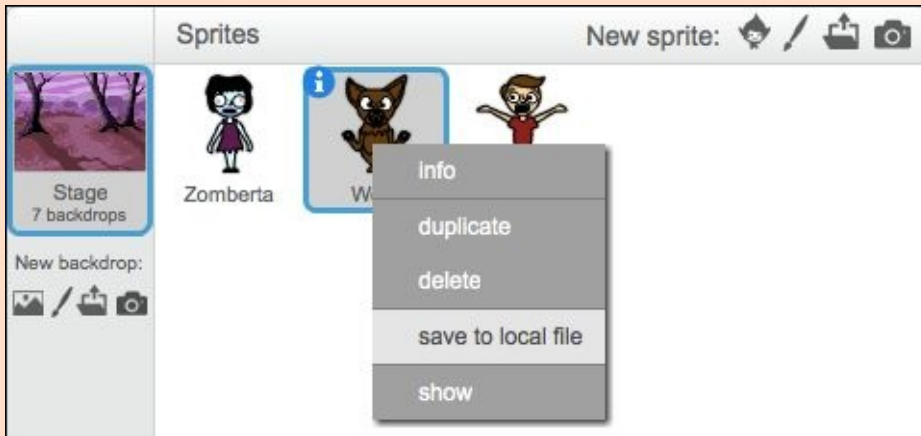 Sprites
New sprite:
Stage
7 backdrops
New backdrop:
Zomberta
info
duplicate
delete
save to local file
show